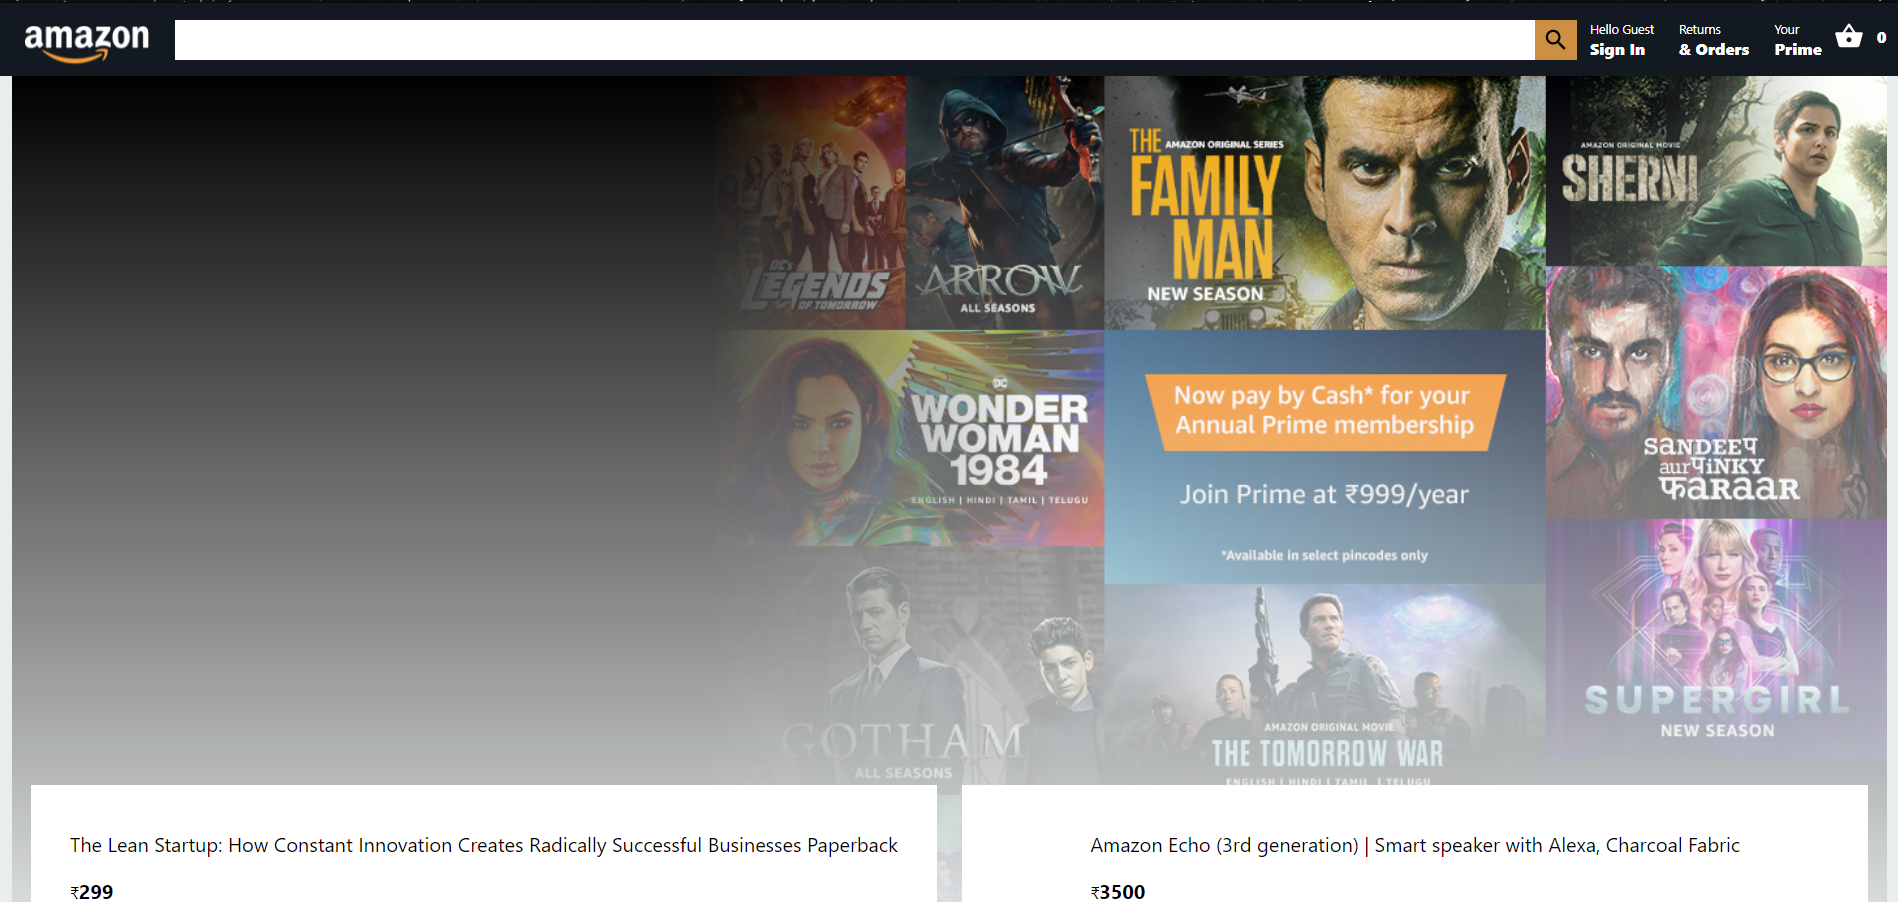 amazon
Hello Guest
Sign In
Returns
& Orders
Your
Prime
0
DC's
LEGENDS
OF TOMORROW
ARROW
ALL SEASONS
AMAZON ORIGINAL SERIES
THE
FAMILY
MAN
NEW SEASON
AMAZON ORIGINAL MOVIE
SHERNI
DC
WONDER
WOMAN
1984
ENGLISH | HINDI | TAMIL | TELUGU
Now pay by Cash* for your
Annual Prime membership
Join Prime at ₹999/year
*Available in select pincodes only
SANDEEP
aur PINKY
फaraar
GOTHAM
ALL SEASONS
AMAZON ORIGINAL MOVIE
THE TOMORROW WAR
ENGLISH | HINDI | TAMIL | TELUGU
SUPERGIRL
NEW SEASON
The Lean Startup: How Constant Innovation Creates Radically Successful Businesses Paperback
₹299
Amazon Echo (3rd generation) | Smart speaker with Alexa, Charcoal Fabric
₹3500